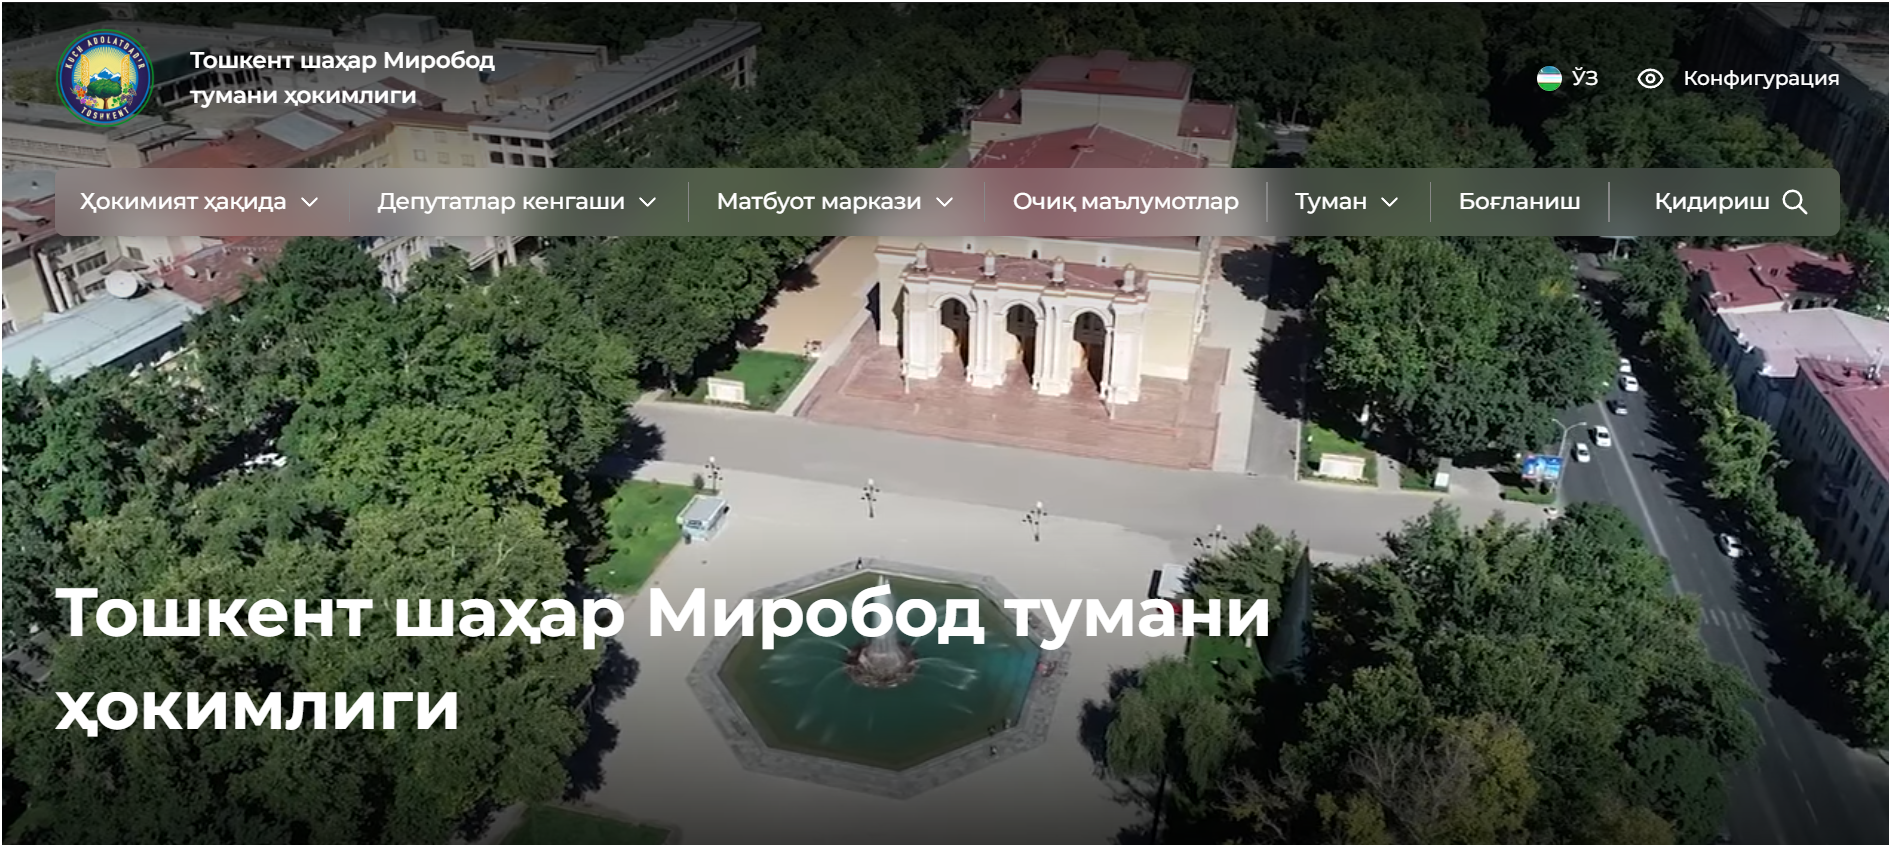 KUCH ADOLATDADIR
TOSHKENT
Тошкент шаҳар Миробод
тумани ҳокимлиги
ЎЗ
Конфигурация
Ҳокимият ҳақида
Депутатлар кенгаши
Матбуот маркази
Очиқ маълумотлар
Туман
Боғланиш
Қидириш
Тошкент шаҳар Миробод тумани
ҳокимлиги